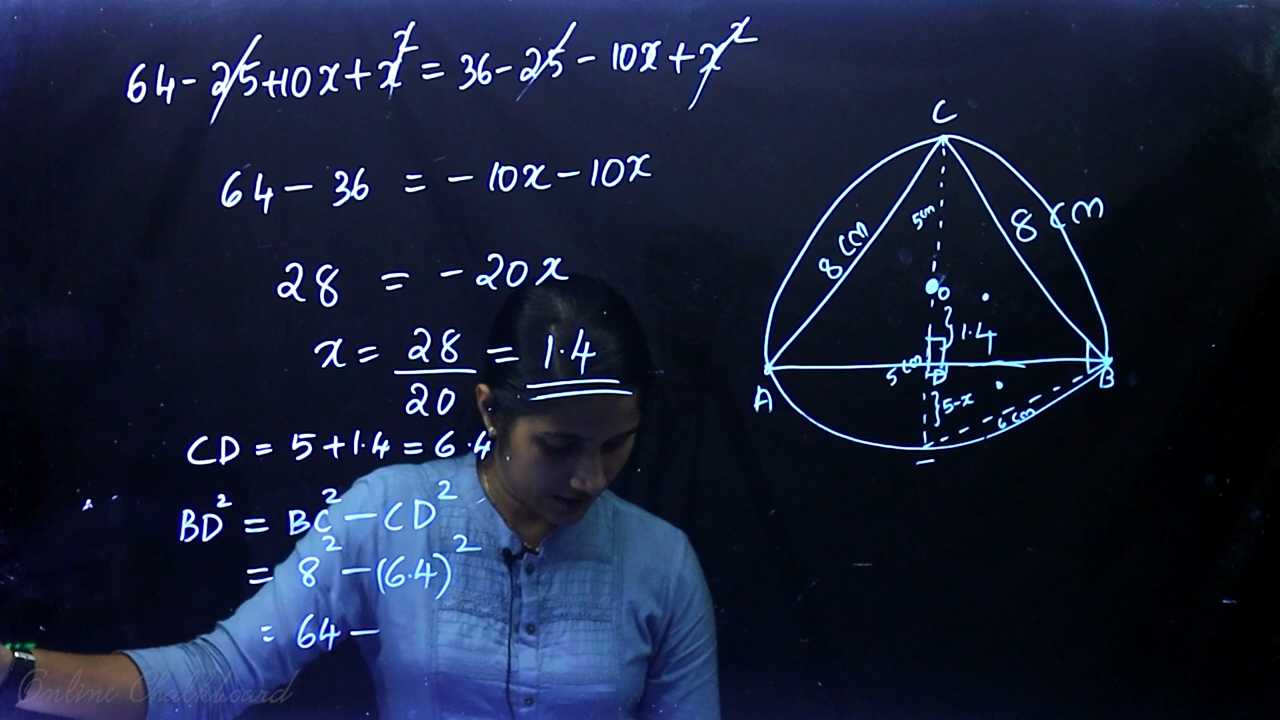 64 - 25 + 10x + x² = 36 - 25 - 10x + x²
64 - 36 = - 10x - 10x
28 = - 20x
x = 28/20 = 1.4
CD = 5 + 1.4 = 6.4
BD² = BC² - CD²
= 8² - (6.4)²
= 64 -
C
8 cm
5cm
8 cm
O
1.4
5 cm
D
A
B
5-x
6cm
Online Chalkboard